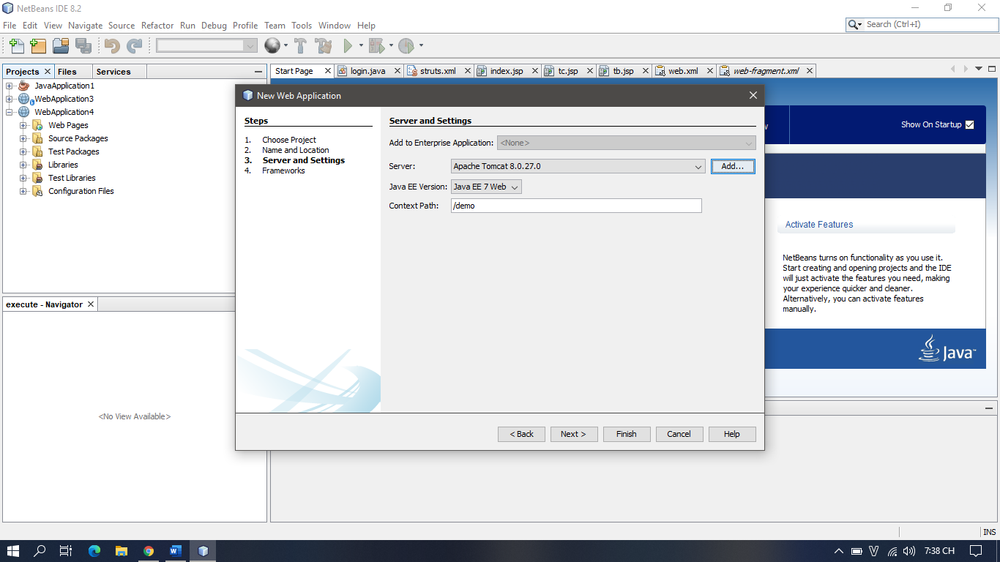 NetBeans IDE 8.2
File Edit View Navigate Source Refactor Run Debug Profile Team Tools Window Help
Search (Ctrl+I)
Projects Files Services
Start Page login.java struts.xml index.jsp tc.jsp tb.jsp web.xml web-fragment.xml
JavaApplication1
WebApplication3
WebApplication4
Web Pages
Source Packages
Test Packages
Libraries
Test Libraries
Configuration Files
execute - Navigator
<No View Available>
New Web Application
Steps
1. Choose Project
2. Name and Location
3. Server and Settings
4. Frameworks
Server and Settings
Add to Enterprise Application: <None>
Server: Apache Tomcat 8.0.27.0 Add...
Java EE Version: Java EE 7 Web
Context Path: /demo
< Back Next > Finish Cancel Help
Show On Startup
Activate Features
NetBeans turns on functionality as you use it.
Start creating and opening projects and the IDE
will just activate the features you need, making
your experience quicker and cleaner.
Alternatively, you can activate features
manually.
Java™
INS
7:38 CH